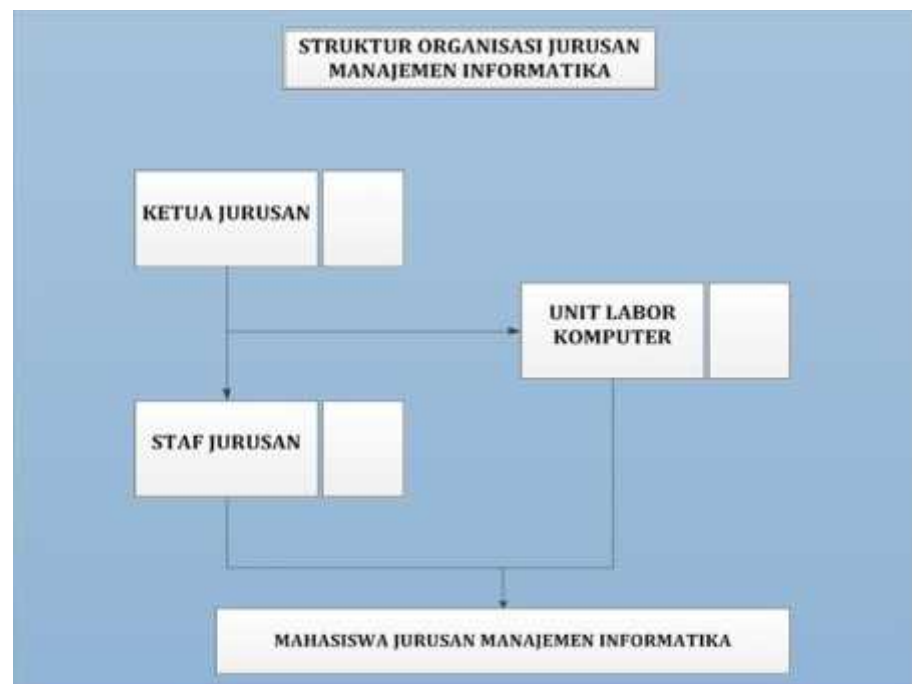 STRUKTUR ORGANISASI JURUSAN
MANAJEMEN INFORMATIKA
KETUA JURUSAN
UNIT LABOR
KOMPUTER
STAF JURUSAN
MAHASISWA JURUSAN MANAJEMEN INFORMATIKA